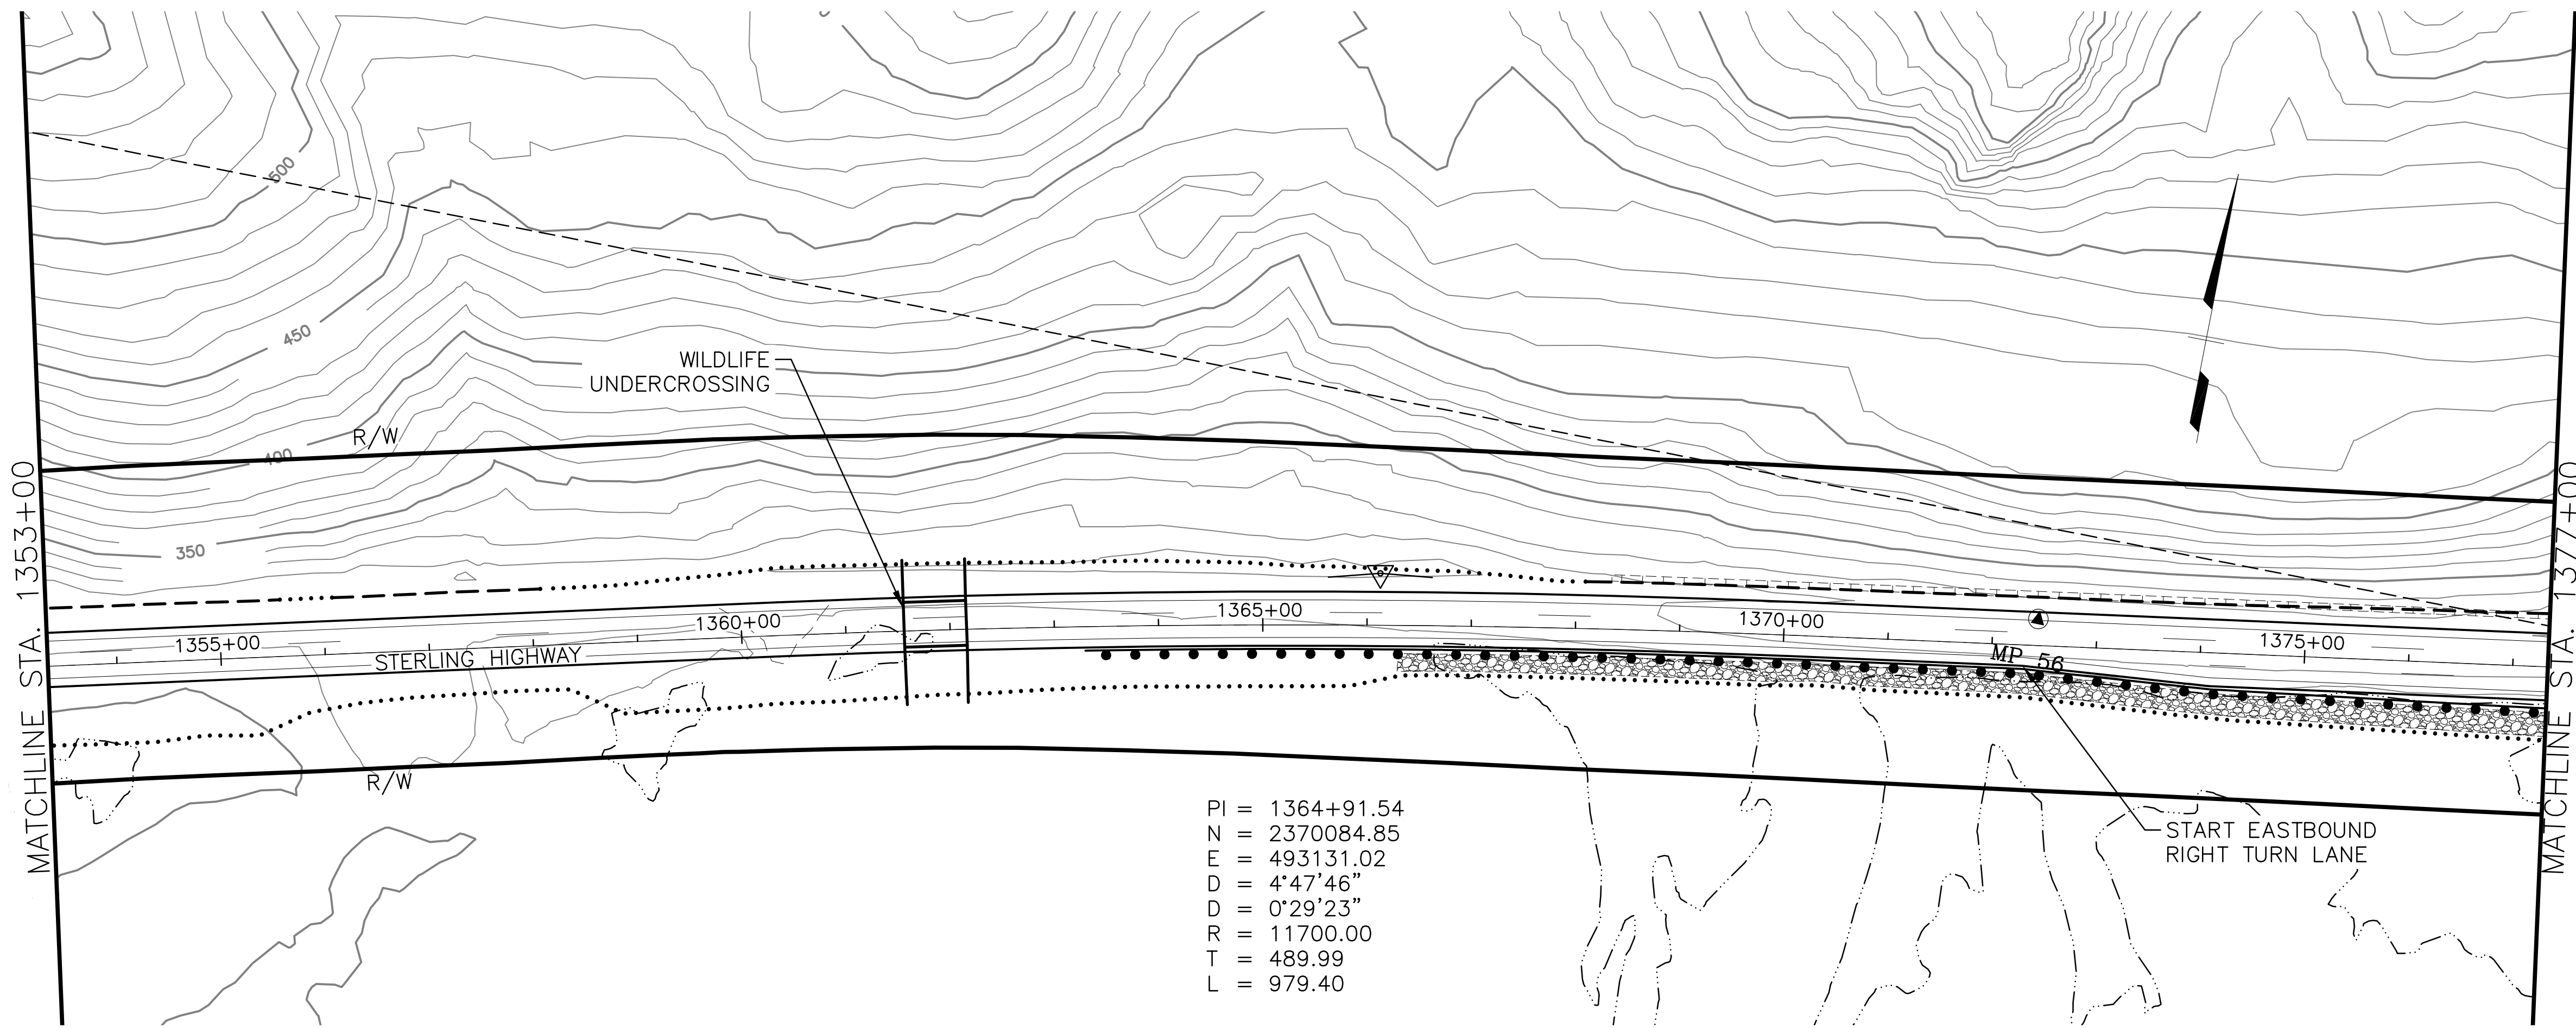 500
450
WILDLIFE
UNDERCROSSING
R/W
400
350
MATCHLINE STA. 1353+00
MATCHLINE STA. 1377+00
1355+00
1360+00
1365+00
1370+00
1375+00
STERLING HIGHWAY
MP 56
R/W
PI = 1364+91.54
N = 2370084.85
E = 493131.02
D = 4°47'46"
D = 0°29'23"
R = 11700.00
T = 489.99
L = 979.40
START EASTBOUND
RIGHT TURN LANE